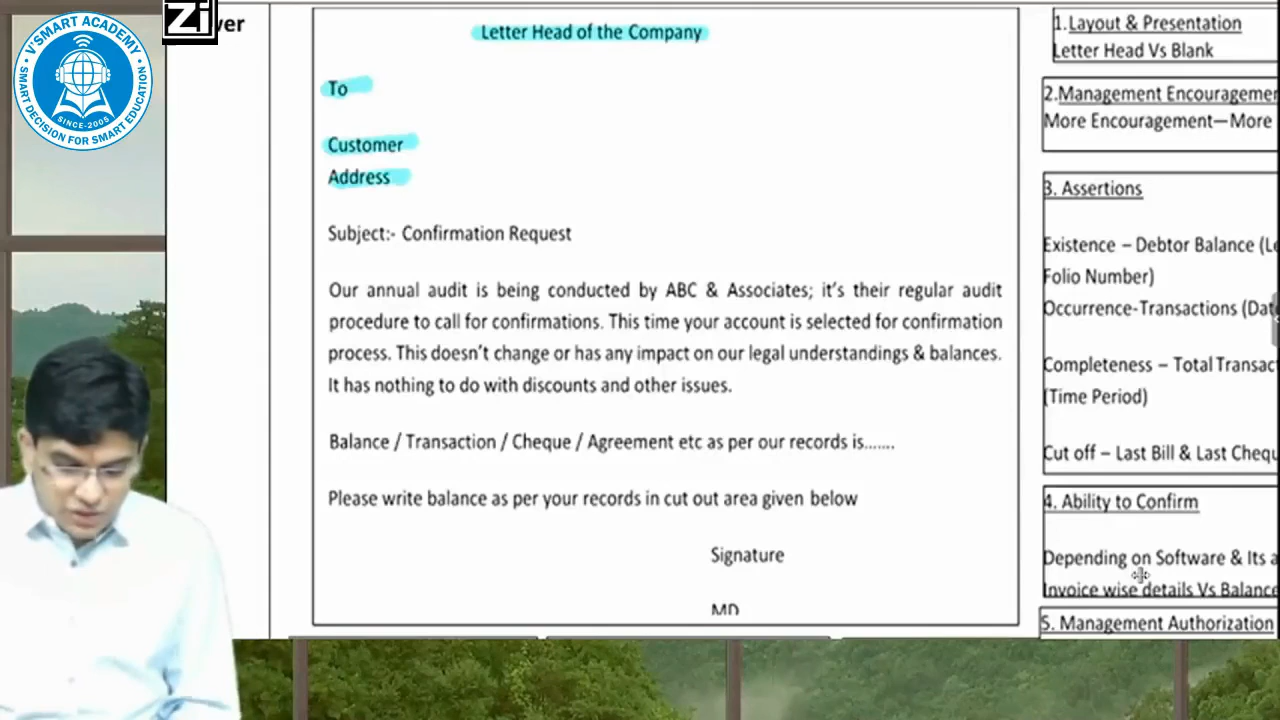 V'SMART ACADEMY
SINCE-2005
SMART DECISION FOR SMART EDUCATION
Zi
Letter Head of the Company
To
Customer
Address
Subject:- Confirmation Request
Our annual audit is being conducted by ABC & Associates; it's their regular audit
procedure to call for confirmations. This time your account is selected for confirmation
process. This doesn't change or has any impact on our legal understandings & balances.
It has nothing to do with discounts and other issues.
Balance / Transaction / Cheque / Agreement etc as per our records is.......
Please write balance as per your records in cut out area given below
Signature
MD
1.Layout & Presentation
Letter Head Vs Blank
2.Management
More Encouragement—More
3. Assertions
Existence – Debtor Balance
Folio Number)
Occurrence-Transactions
Completeness – Total
(Time Period)
Cut off – Last Bill & Last
4. Ability to Confirm
Depending on Software & Its
Invoice wise details Vs Balance
5. Management Authorization